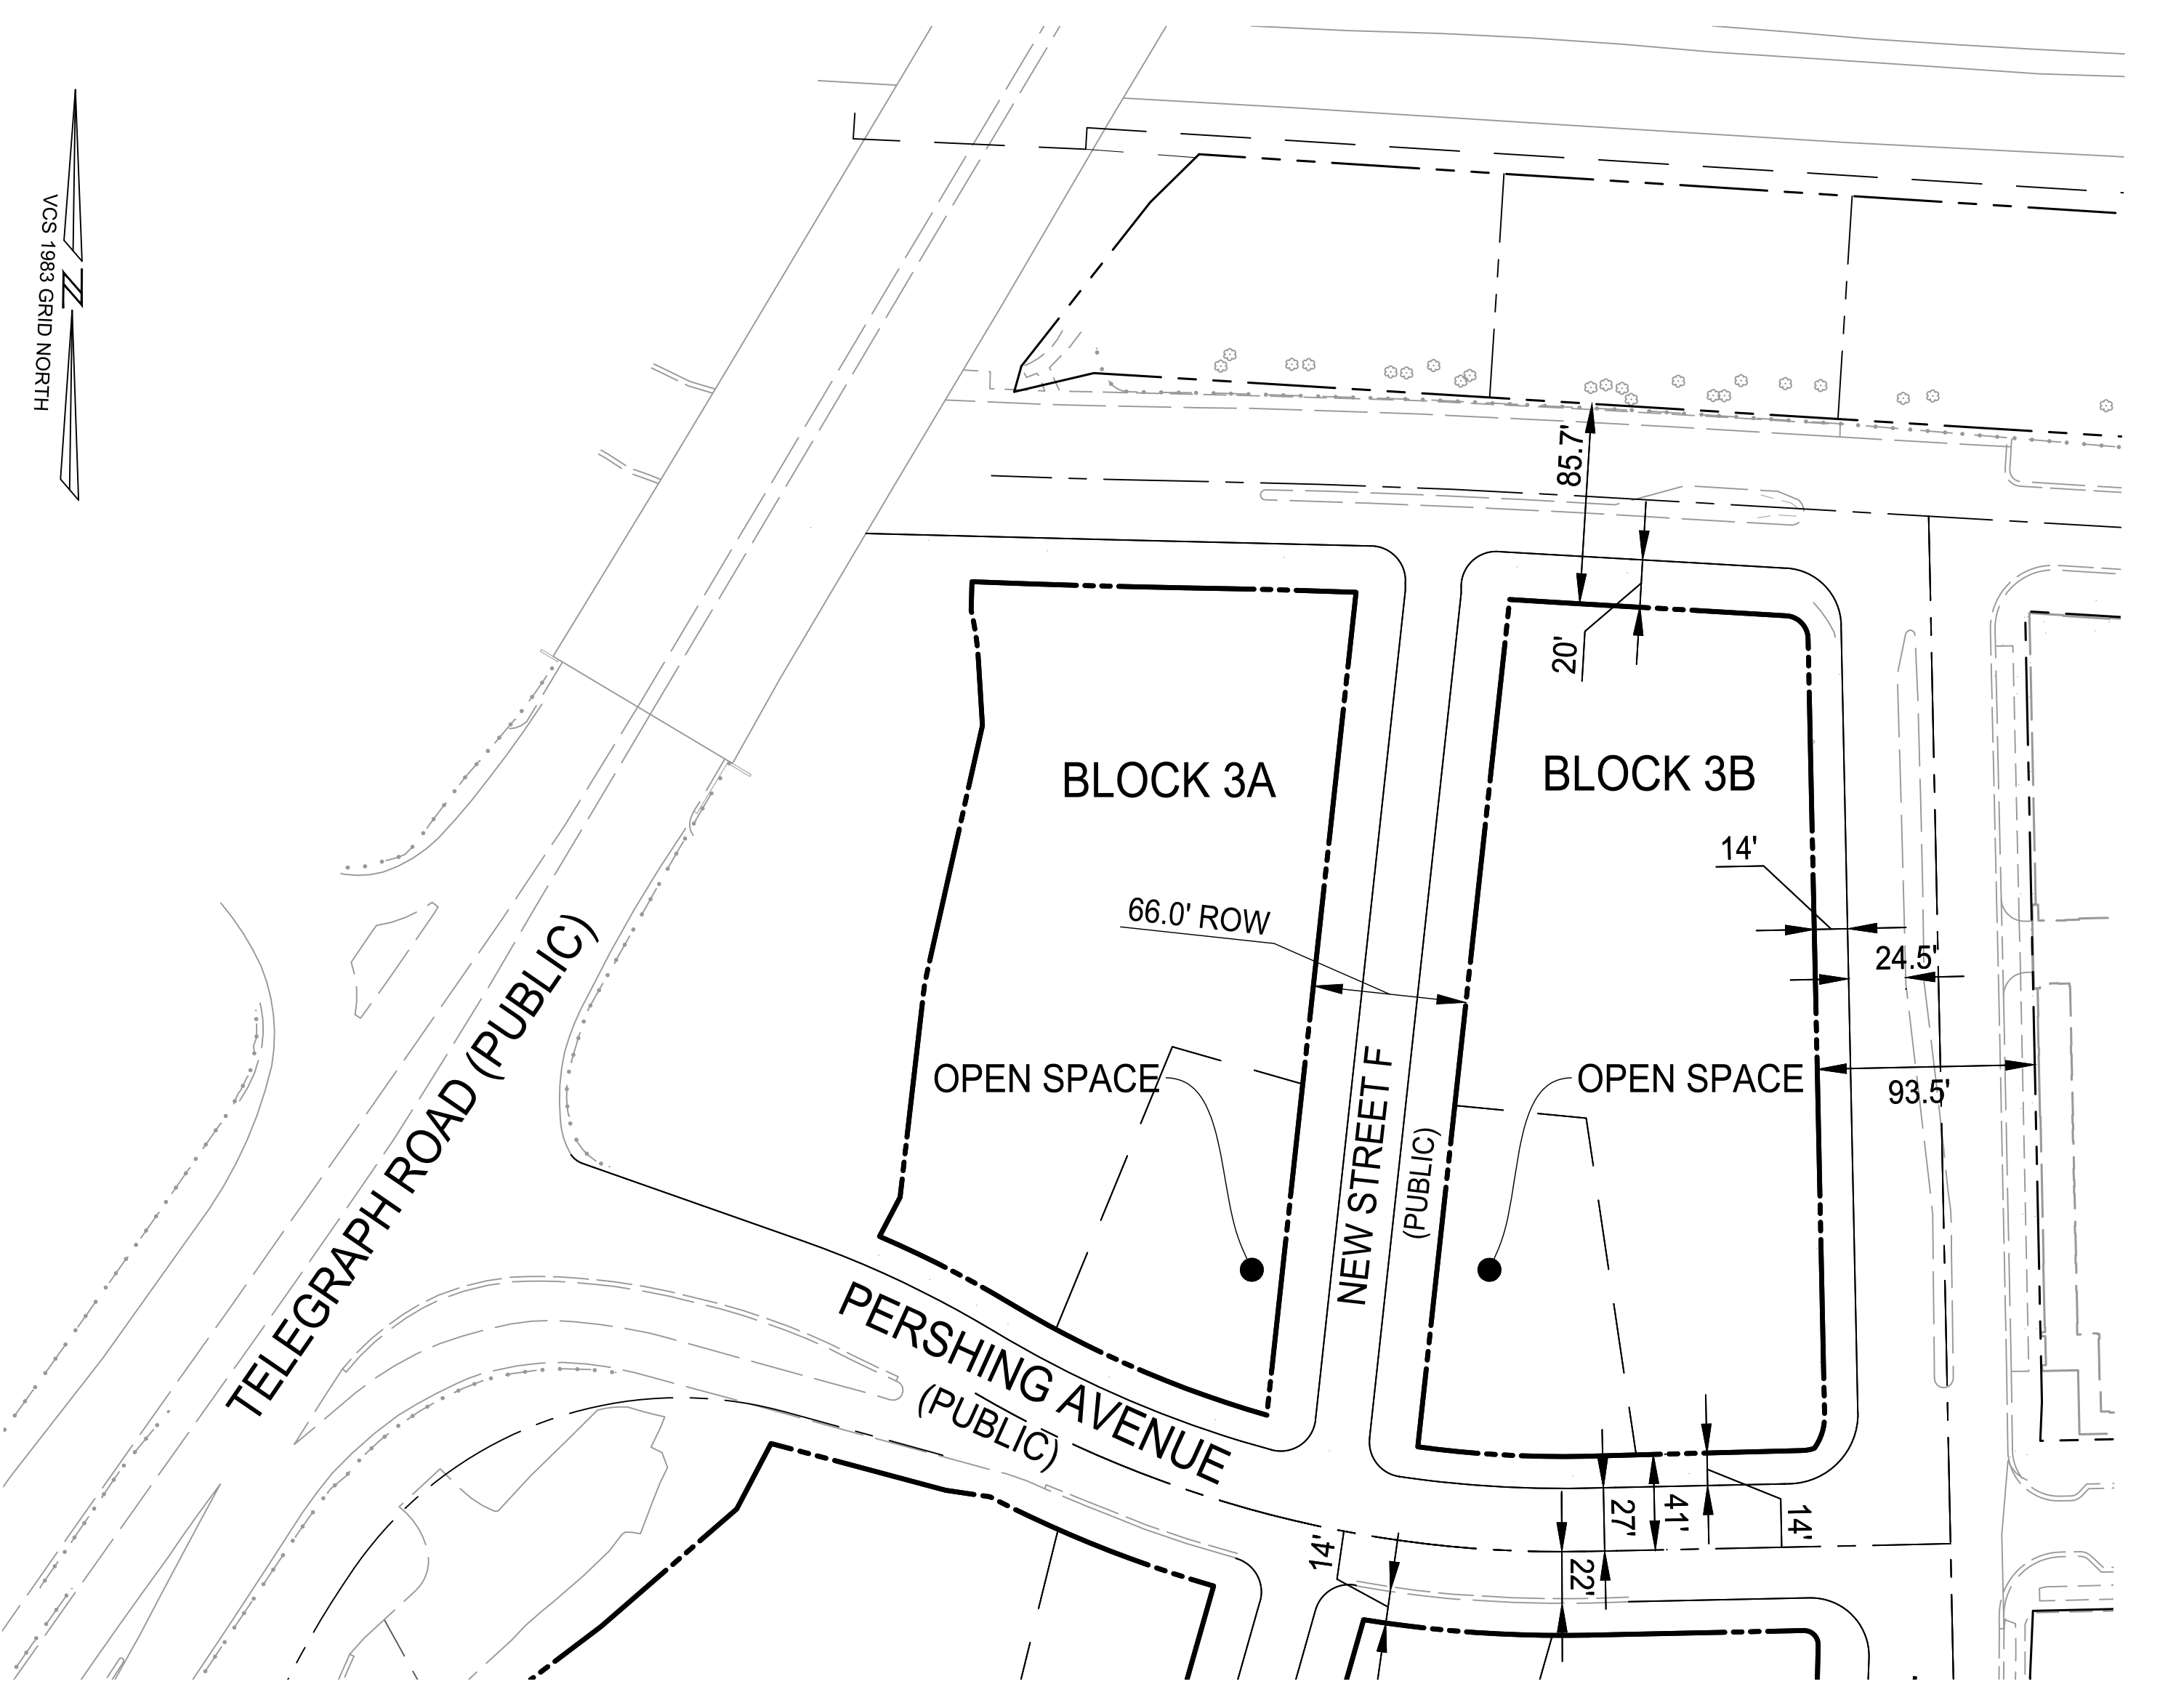 VCS 1983 GRID NORTH
N
85.7'
20'
BLOCK 3A
BLOCK 3B
14'
66.0' ROW
24.5'
OPEN SPACE
OPEN SPACE
93.5'
TELEGRAPH ROAD (PUBLIC)
NEW STREET F
(PUBLIC)
PERSHING AVENUE
(PUBLIC)
27'
41'
14'
14'
22'